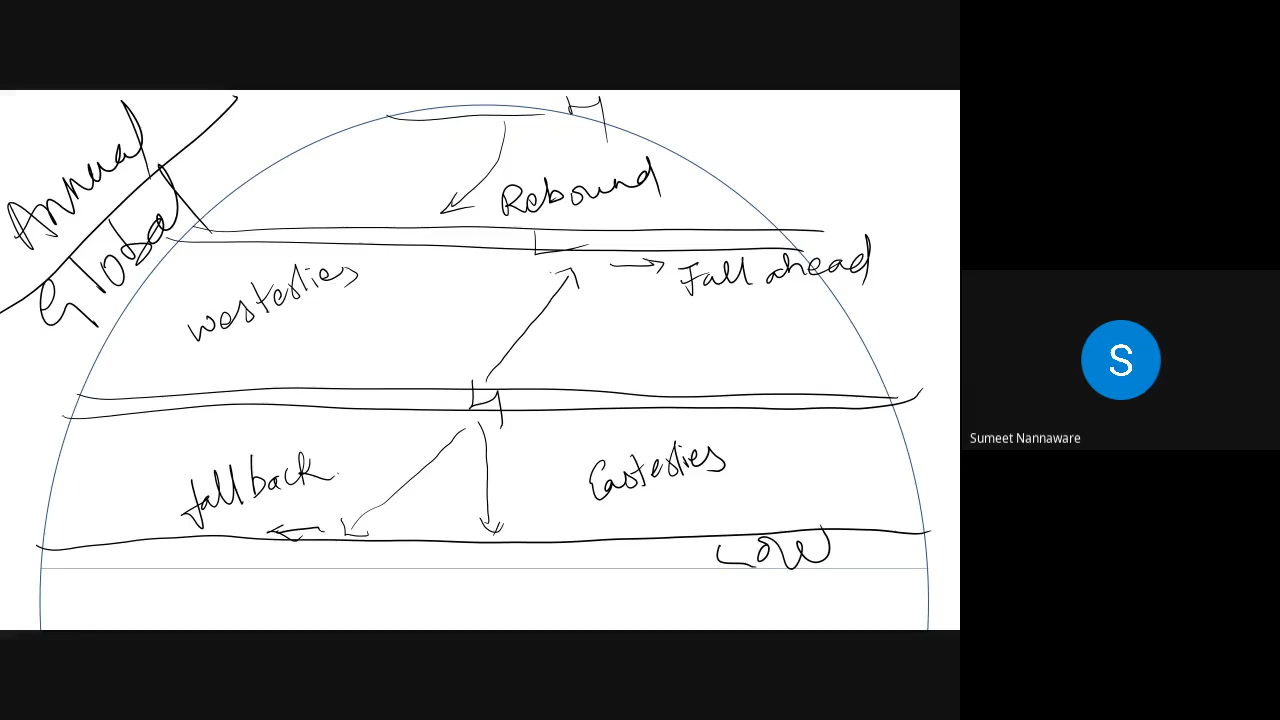 Annual
Global
H
Rebound
L
Fall ahead
westerlies
H
fall back
Easterlies
LOW
S
Sumeet Nannaware